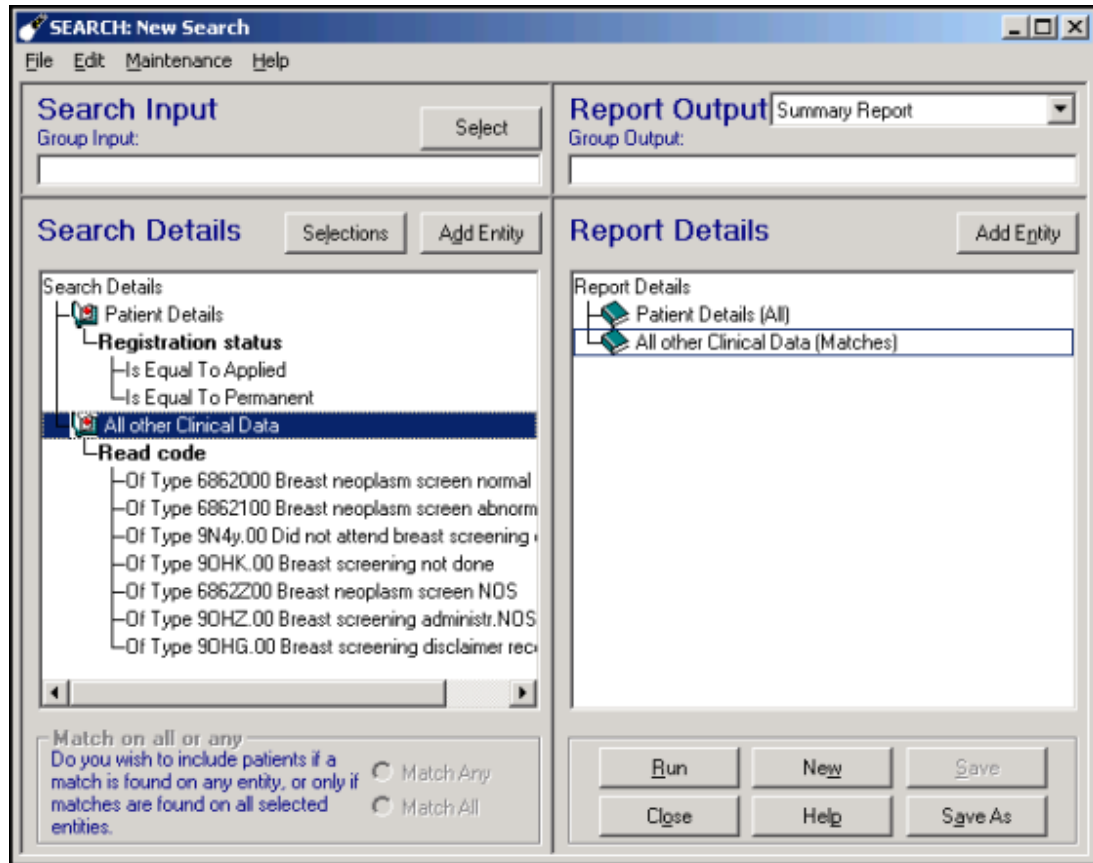 SEARCH: New Search
File Edit Maintenance Help
Search Input
Group Input:
Select
Report Output
Summary Report
Group Output:
Search Details
Selections
Add Entity
Search Details
Patient Details
Registration status
Is Equal To Applied
Is Equal To Permanent
All other Clinical Data
Read code
Of Type 6862000 Breast neoplasm screen normal
Of Type 6862100 Breast neoplasm screen abnorm
Of Type 9N4y.00 Did not attend breast screening
Of Type 9OHK.00 Breast screening not done
Of Type 6862Z00 Breast neoplasm screen NOS
Of Type 9OHZ.00 Breast screening administr.NOS
Of Type 9OHG.00 Breast screening disclaimer rec
Match on all or any
Do you wish to include patients if a
match is found on any entity, or only if
matches are found on all selected
entities.
Match Any
Match All
Report Details
Add Entity
Report Details
Patient Details (All)
All other Clinical Data (Matches)
Run
New
Save
Close
Help
Save As